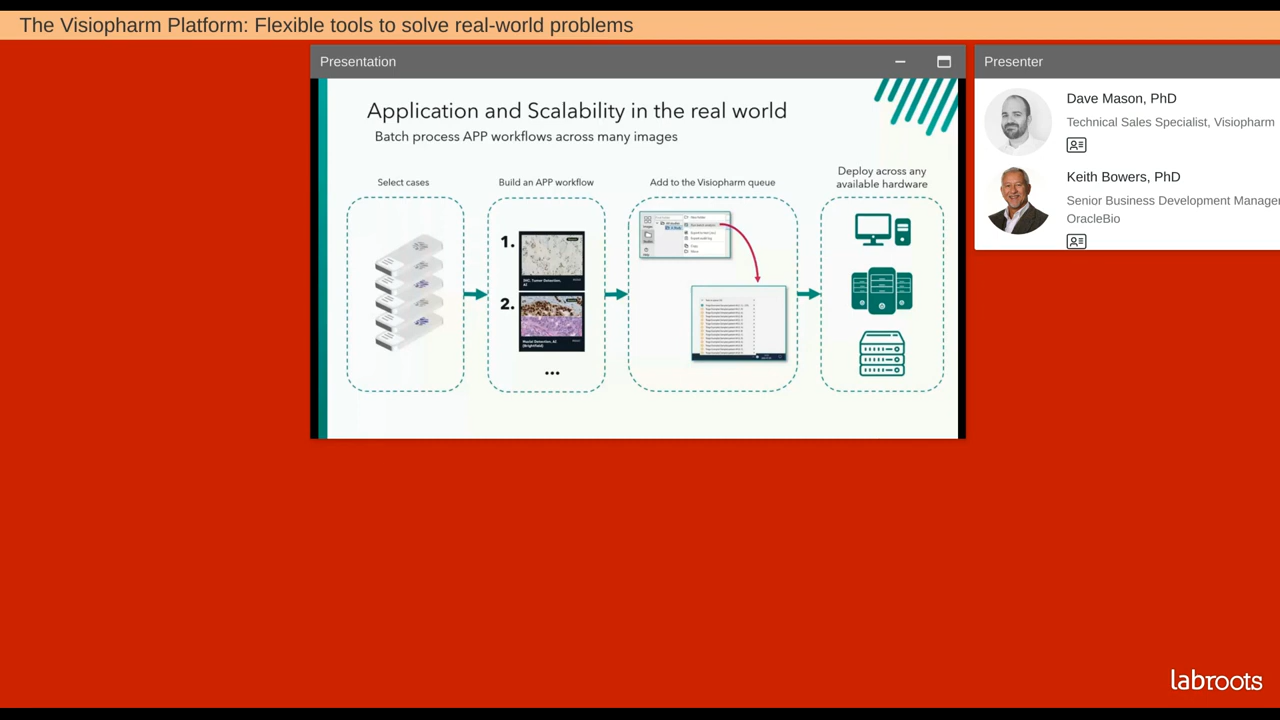 The Visiopharm Platform: Flexible tools to solve real-world problems
Presentation
Application and Scalability in the real world
Batch process APP workflows across many images
Select cases
Build an APP workflow
Add to the Visiopharm queue
Deploy across any
available hardware
1.
2.
...
Presenter
Dave Mason, PhD
Technical Sales Specialist, Visiopharm
Keith Bowers, PhD
Senior Business Development Manager
OracleBio
labroots